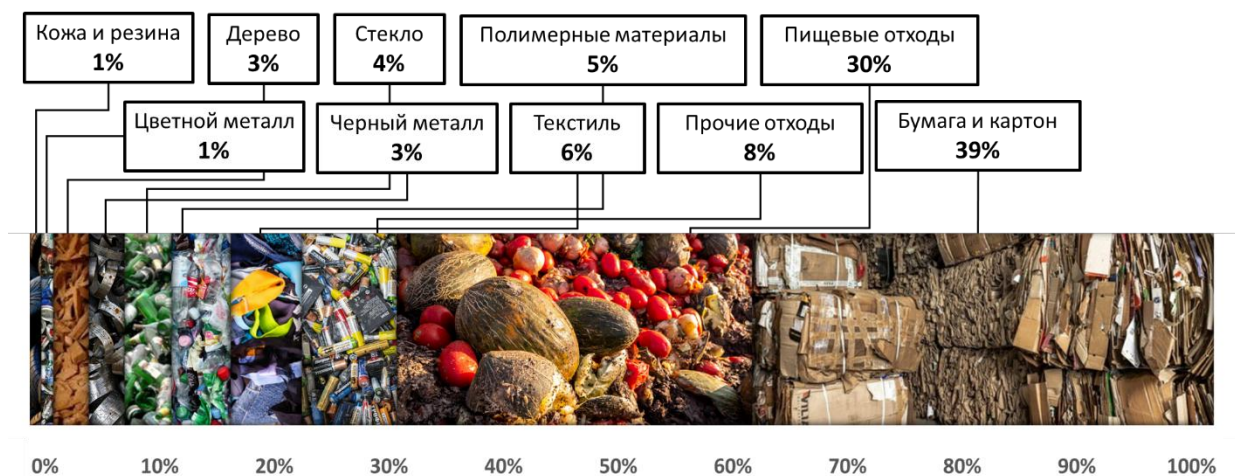 Кожа и резина
1%
Дерево
3%
Стекло
4%
Полимерные материалы
5%
Пищевые отходы
30%
Цветной металл
1%
Черный металл
3%
Текстиль
6%
Прочие отходы
8%
Бумага и картон
39%
0% 10% 20% 30% 40% 50% 60% 70% 80% 90% 100%